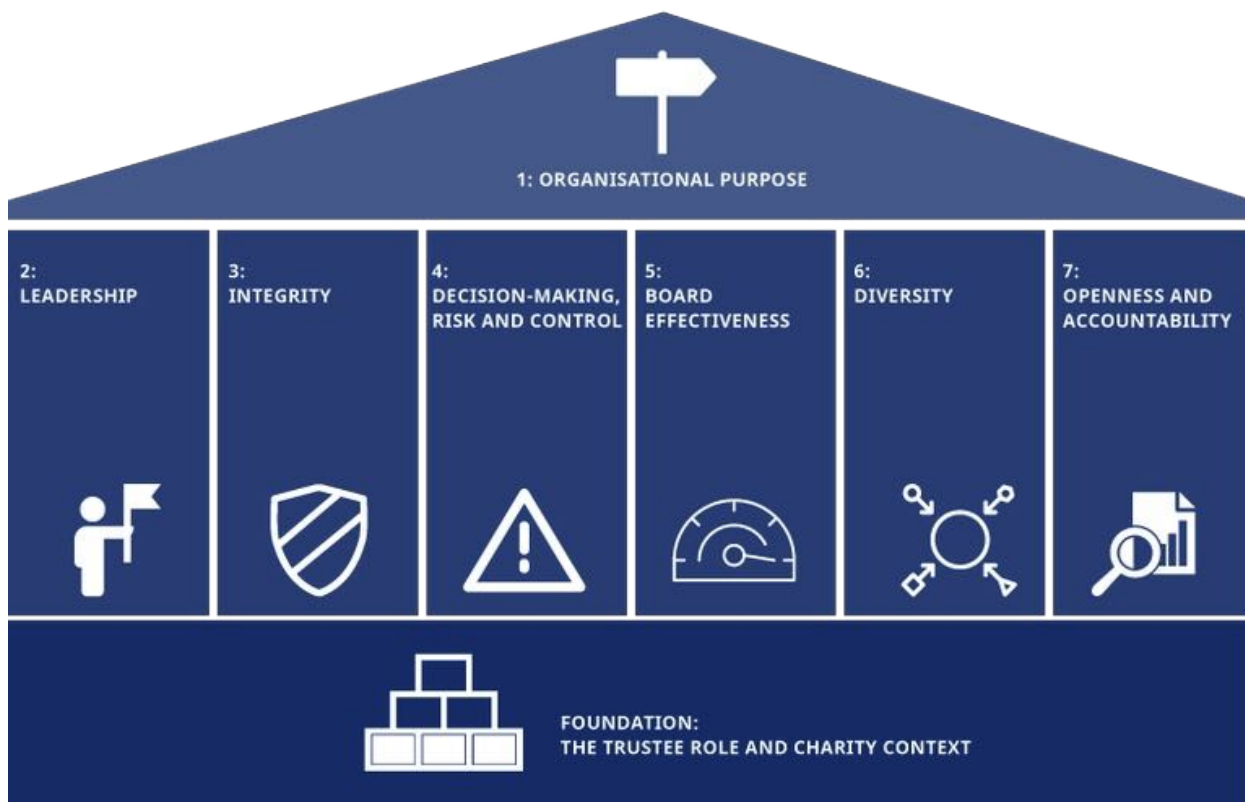 1: ORGANISATIONAL PURPOSE
2:
LEADERSHIP
3:
INTEGRITY
4:
DECISION-MAKING,
RISK AND CONTROL
5:
BOARD
EFFECTIVENESS
6:
DIVERSITY
7:
OPENNESS AND
ACCOUNTABILITY
FOUNDATION:
THE TRUSTEE ROLE AND CHARITY CONTEXT